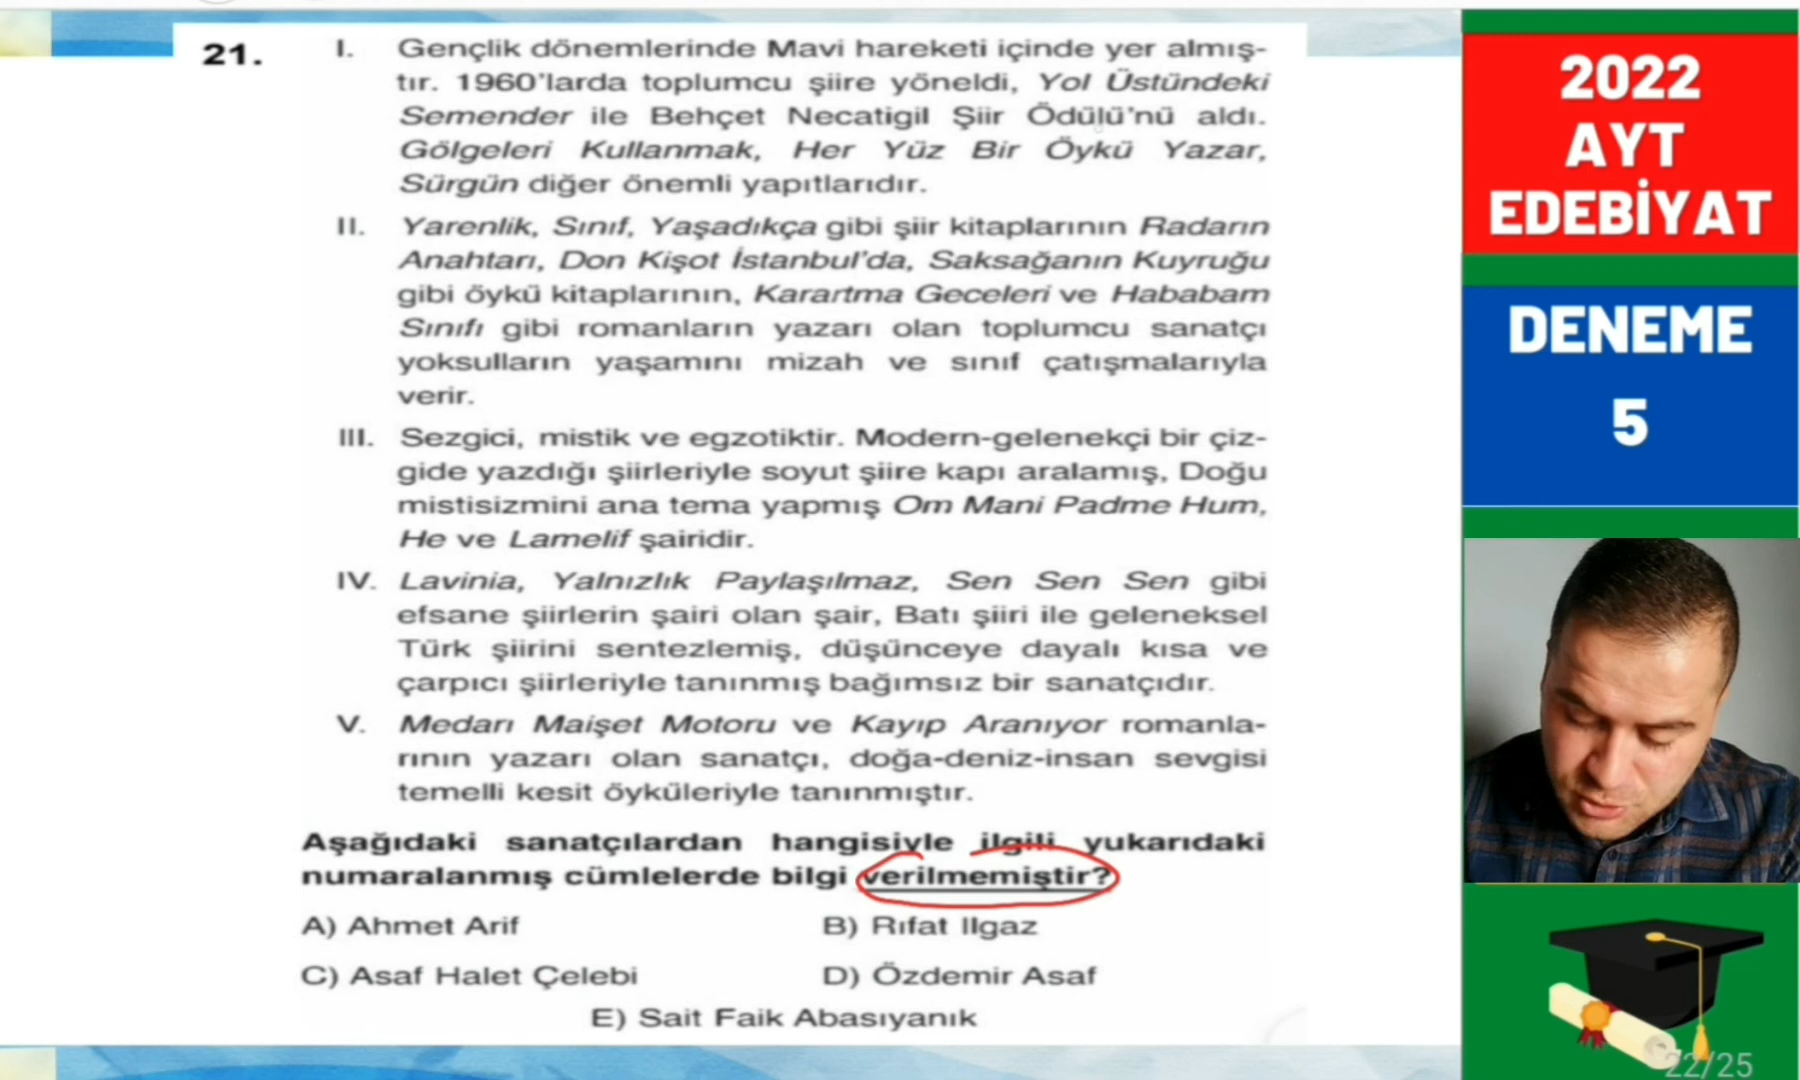 21.
I. Gençlik dönemlerinde Mavi hareketi içinde yer almış-
tır. 1960'larda toplumcu şiire yöneldi, Yol Üstündeki
Semender ile Behçet Necatigil Şiir Ödülü'nü aldı.
Gölgeleri Kullanmak, Her Yüz Bir Öykü Yazar,
Sürgün diğer önemli yapıtlarıdır.
II. Yarenlik, Sınıf, Yaşadıkça gibi şiir kitaplarının Radarın
Anahtarı, Don Kişot İstanbul'da, Saksağanın Kuyruğu
gibi öykü kitaplarının, Karartma Geceleri ve Hababam
Sınıfı gibi romanların yazarı olan toplumcu sanatçı
yoksulların yaşamını mizah ve sınıf çatışmalarıyla
verir.
III. Sezgici, mistik ve egzotiktir. Modern-gelenekçi bir çiz-
gide yazdığı şiirleriyle soyut şiire kapı aralamış, Doğu
mistisizmini ana tema yapmış Om Mani Padme Hum,
He ve Lamelif şairidir.
IV. Lavinia, Yalnızlık Paylaşılmaz, Sen Sen Sen gibi
efsane şiirlerin şairi olan şair, Batı şiiri ile geleneksel
Türk şiirini sentezlemiş, düşünceye dayalı kısa ve
çarpıcı şiirleriyle tanınmış bağımsız bir sanatçıdır.
V. Medarı Maişet Motoru ve Kayıp Aranıyor romanla-
rının yazarı olan sanatçı, doğa-deniz-insan sevgisi
temelli kesit öyküleriyle tanınmıştır.
Aşağıdaki sanatçılardan hangisiyle ilgili yukarıdaki
numaralanmış cümlelerde bilgi verilmemiştir?
A) Ahmet Arif
B) Rıfat Ilgaz
C) Asaf Halet Çelebi
D) Özdemir Asaf
E) Sait Faik Abasıyanık
2022
AYT
EDEBİYAT
DENEME
5
22/25